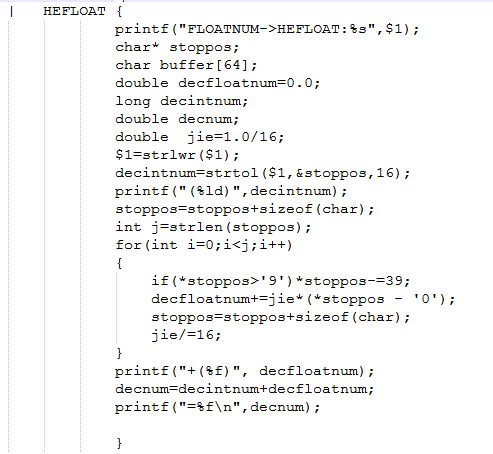 |    HEFLOAT {
            printf("FLOATNUM->HEFLOAT:%s",$1);
            char* stoppos;
            char buffer[64];
            double decfloatnum=0.0;
            long decintnum;
            double decnum;
            double  jie=1.0/16;
            $1=strlwr($1);
            decintnum=strtol($1,&stoppos,16);
            printf("(%ld)",decintnum);
            stoppos=stoppos+sizeof(char);
            int j=strlen(stoppos);
            for(int i=0;i<j;i++)
            {
                if(*stoppos>'9')*stoppos-=39;
                decfloatnum+=jie*(*stoppos - '0');
                stoppos=stoppos+sizeof(char);
                jie/=16;
            }
            printf("+(%f)", decfloatnum);
            decnum=decintnum+decfloatnum;
            printf("=%f\n",decnum);
            }